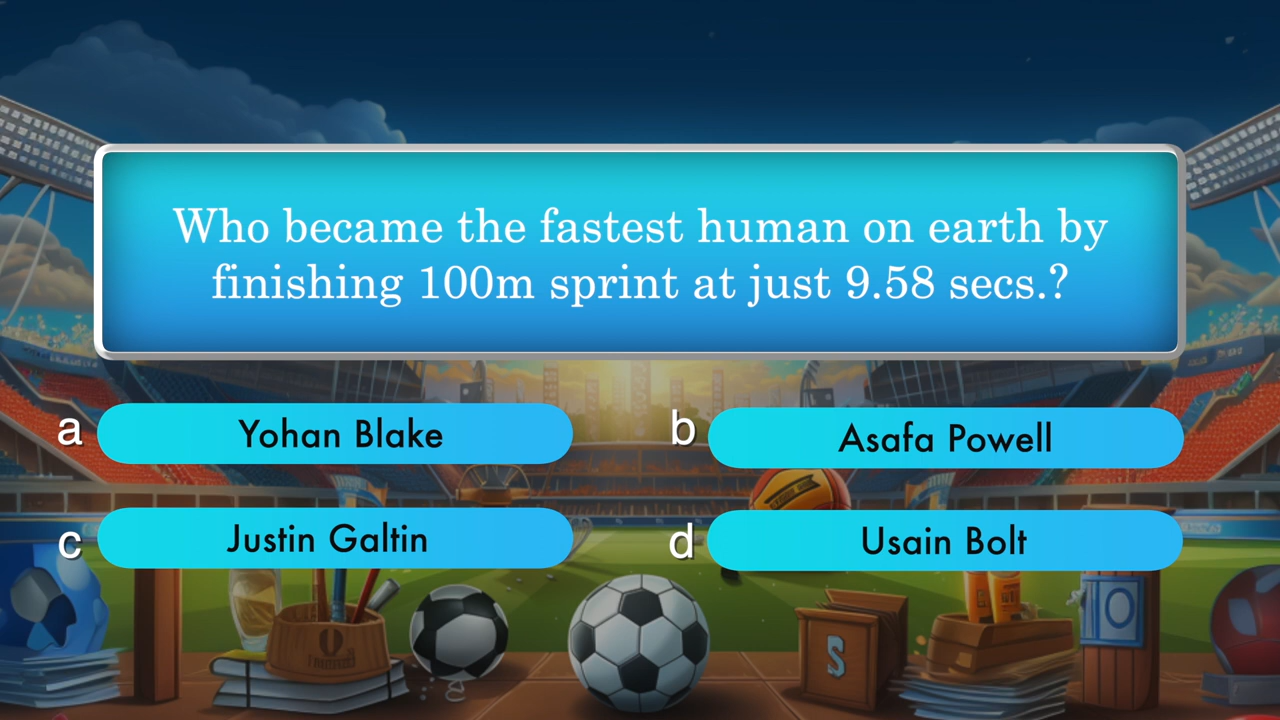 Who became the fastest human on earth by
finishing 100m sprint at just 9.58 secs.?
a Yohan Blake
b Asafa Powell
c Justin Galtin
d Usain Bolt
S